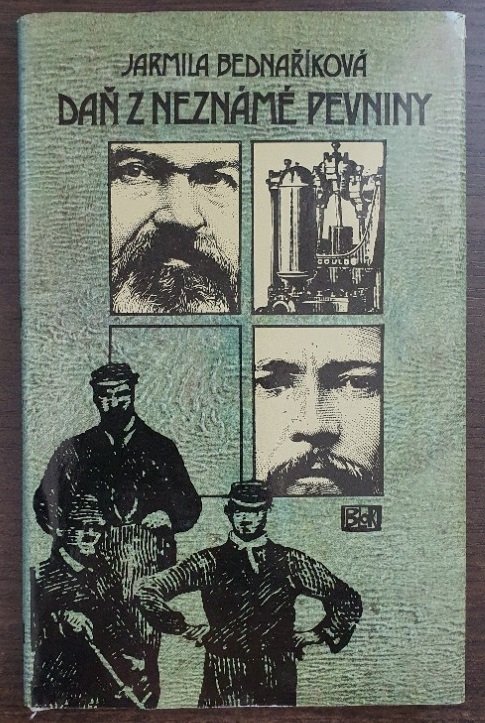 JARMILA BEDNAŘÍKOVÁ
DAŇ Z NEZNÁMÉ PEVNINY